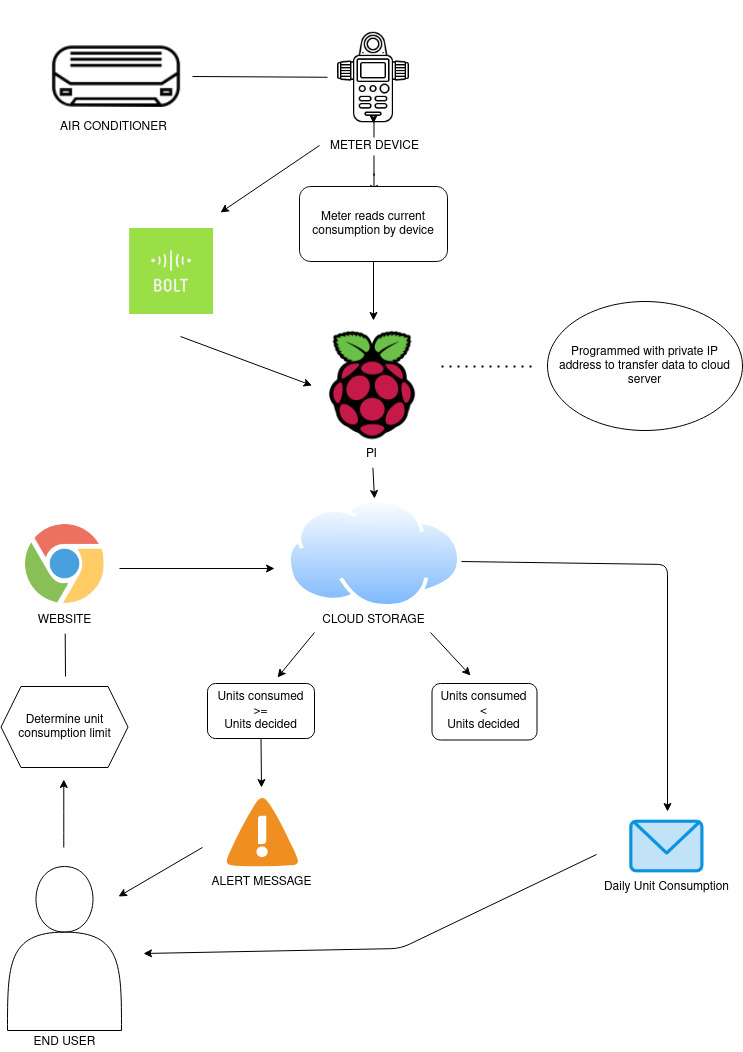 AIR CONDITIONER
METER DEVICE
Meter reads current
consumption by device
BOLT
Programmed with private IP
address to transfer data to cloud
server
PI
WEBSITE
CLOUD STORAGE
Determine unit
consumption limit
Units consumed
>=
Units decided
Units consumed
<
Units decided
ALERT MESSAGE
Daily Unit Consumption
END USER